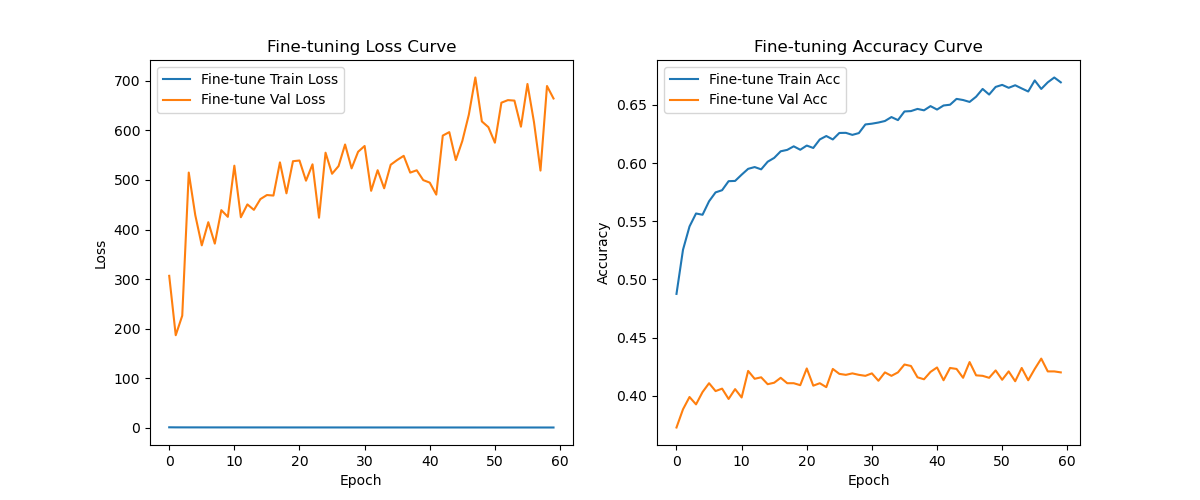 Fine-tuning Loss Curve
Fine-tune Train Loss
Fine-tune Val Loss
Loss
700
600
500
400
300
200
100
0
0 10 20 30 40 50 60
Epoch
Fine-tuning Accuracy Curve
Fine-tune Train Acc
Fine-tune Val Acc
Accuracy
0.65
0.60
0.55
0.50
0.45
0.40
0 10 20 30 40 50 60
Epoch